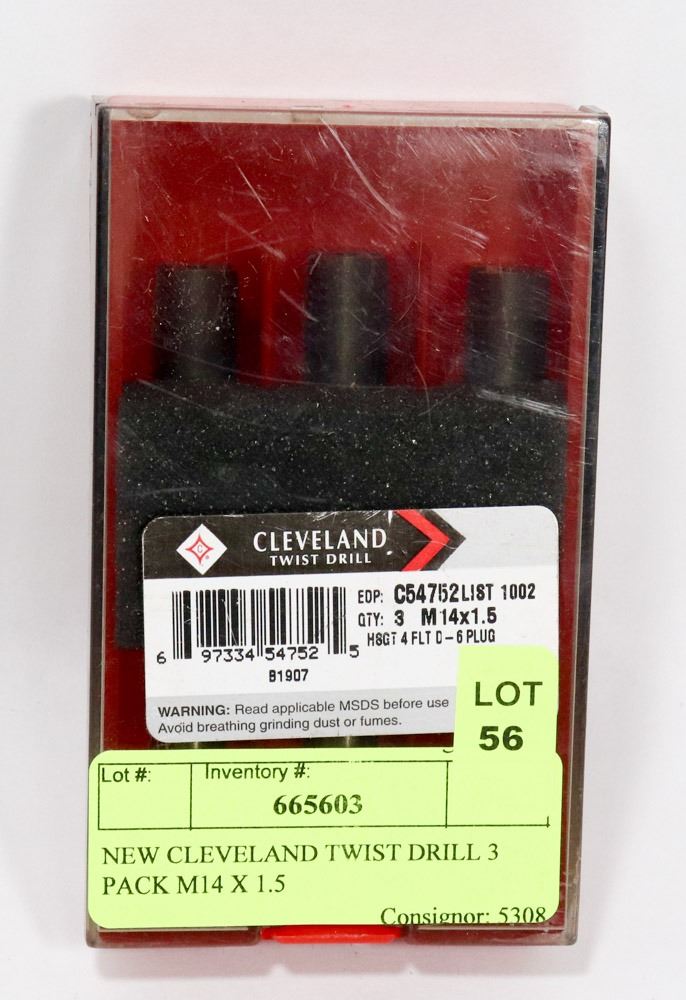 C
CLEVELAND
TWIST DRILL
EDP: C54752 LIST 1002
QTY: 3 M14x1.5
HSGT 4 FLT D-6 PLUG
6 97334 54752 5
B1907
WARNING: Read applicable MSDS before use
Avoid breathing grinding dust or fumes.
LOT
56
Lot #: Inventory #:
665603
NEW CLEVELAND TWIST DRILL 3
PACK M14 X 1.5
Consignor: 5308